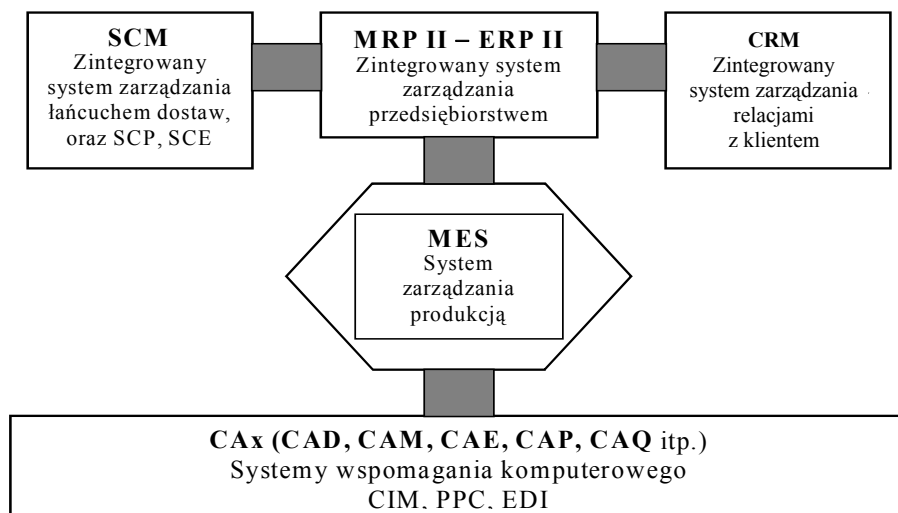 SCM
Zintegrowany
system zarządzania
łańcuchem dostaw,
oraz SCP, SCE
MRP II – ERP II
Zintegrowany system
zarządzania
przedsiębiorstwem
CRM
Zintegrowany
system zarządzania
relacjami
z klientem
MES
System
zarządzania
produkcją
CAx (CAD, CAM, CAE, CAP, CAQ itp.)
Systemy wspomagania komputerowego
CIM, PPC, EDI